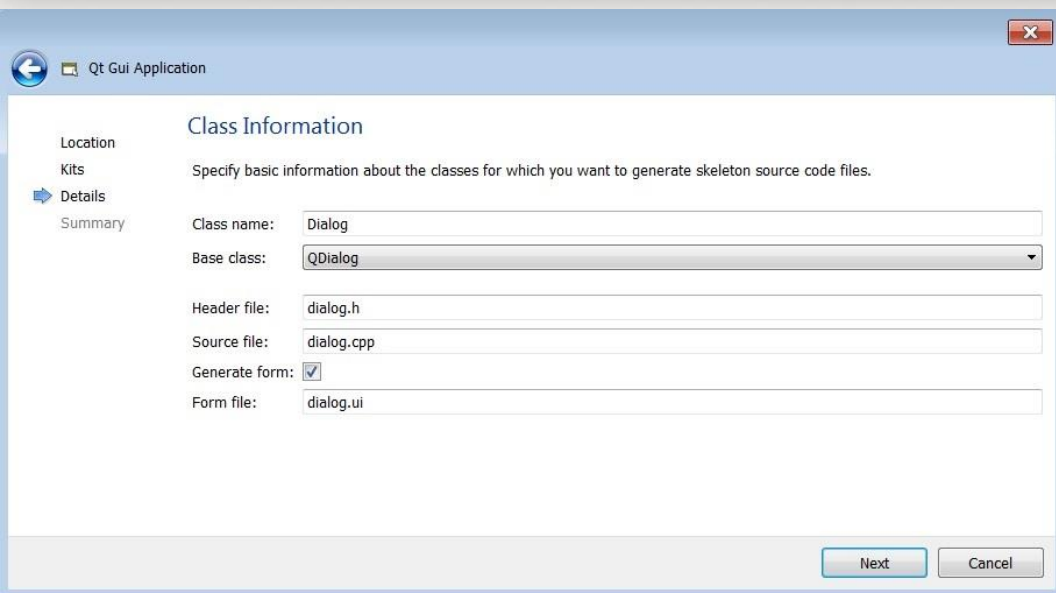 Qt Gui Application
Location
Kits
Details
Summary
Class Information
Specify basic information about the classes for which you want to generate skeleton source code files.
Class name: Dialog
Base class: QDialog
Header file: dialog.h
Source file: dialog.cpp
Generate form:
Form file: dialog.ui
Next Cancel